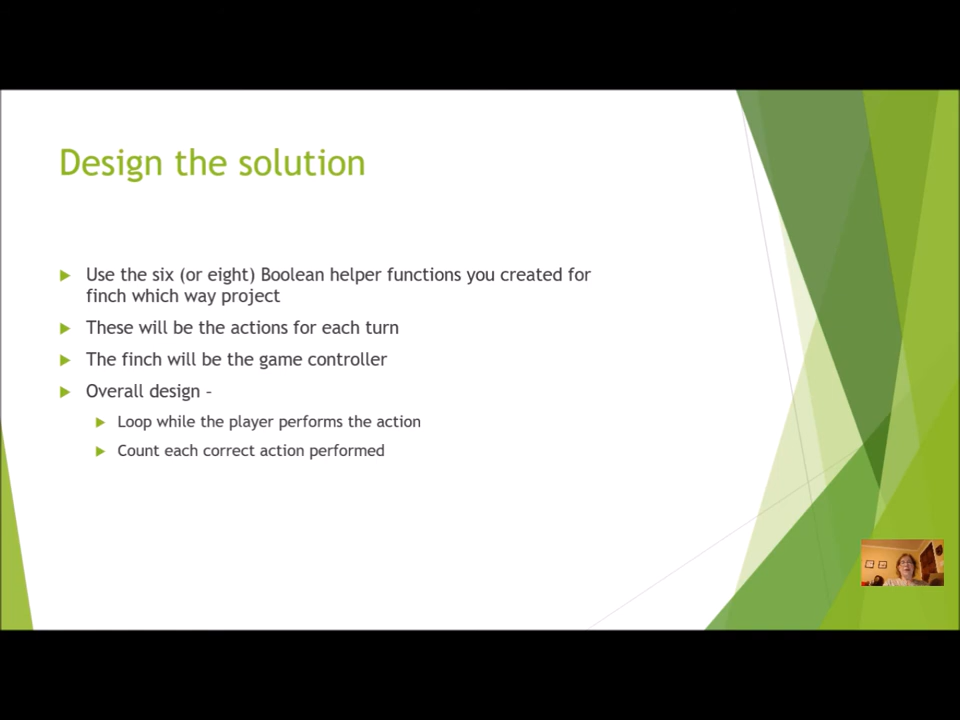 Design the solution
Use the six (or eight) Boolean helper functions you created for
finch which way project
These will be the actions for each turn
The finch will be the game controller
Overall design –
Loop while the player performs the action
Count each correct action performed